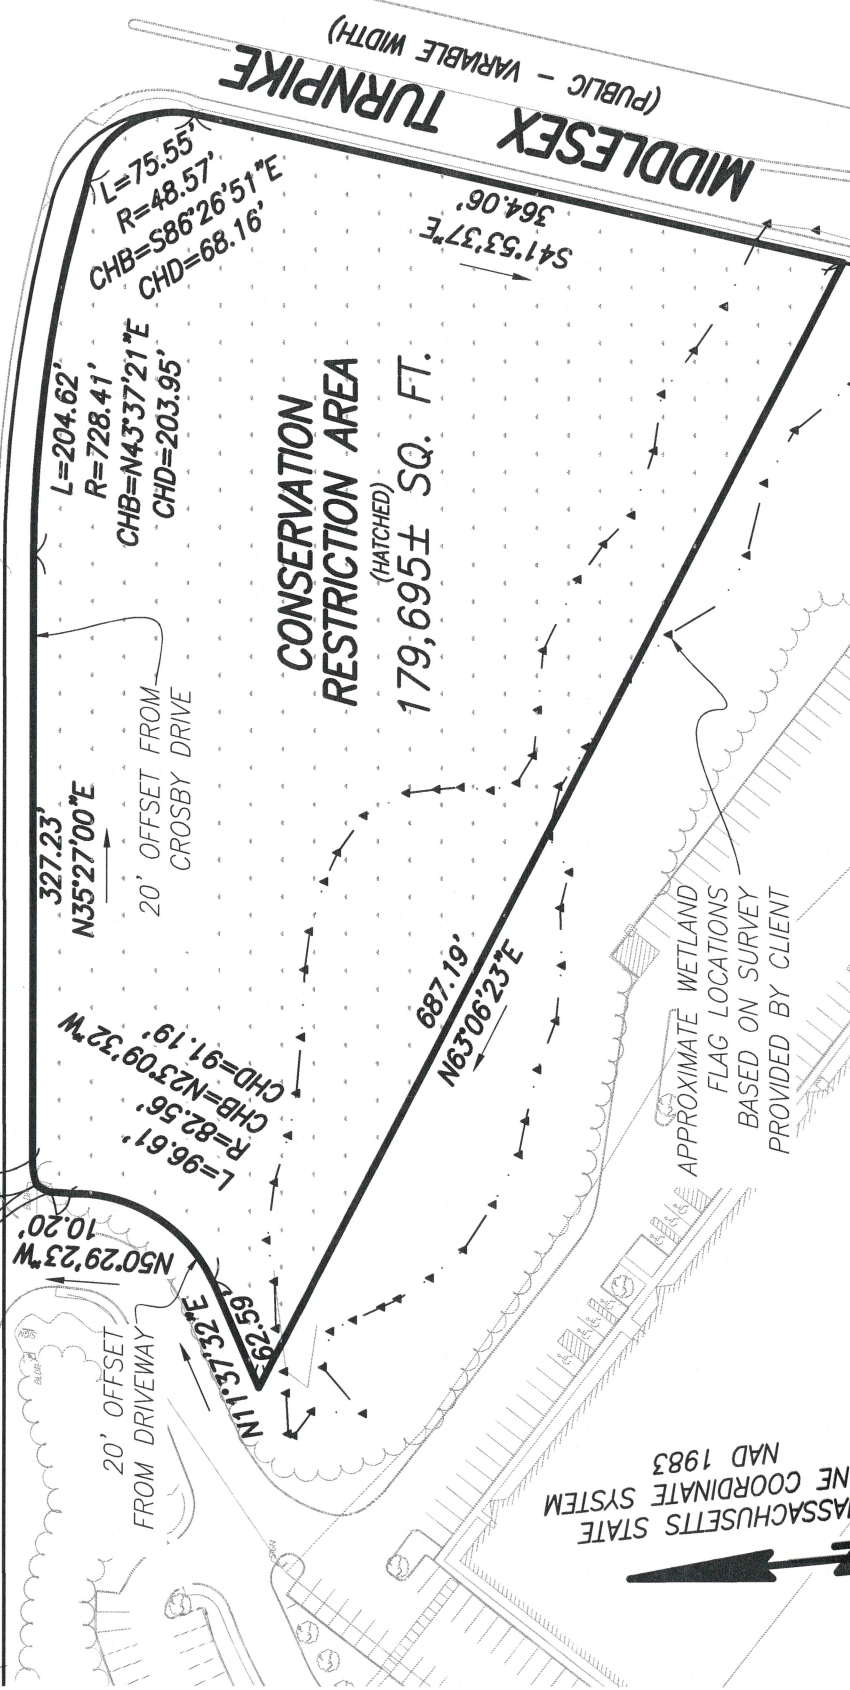 MIDDLESEX TURNPIKE
(PUBLIC - VARIABLE WIDTH)
L=75.55'
R=48.57'
CHB=S86°26'51"E
CHD=68.16'
S41°53'37"E
364.06'
L=204.62'
R=728.41'
CHB=N43°37'21"E
CHD=203.95'
CONSERVATION
RESTRICTION AREA
(HATCHED)
179,695± SQ. FT.
20' OFFSET FROM
CROSBY DRIVE
327.23'
N35°27'00"E
687.19'
N63°06'23"E
L=96.61'
R=82.56'
CHB=N23°09'32"W
CHD=91.19'
N50°29'23"W
10.20'
N11°37'32"E
62.59'
20' OFFSET
FROM DRIVEWAY
APPROXIMATE WETLAND
FLAG LOCATIONS
BASED ON SURVEY
PROVIDED BY CLIENT
MASSACHUSETTS STATE
NE COORDINATE SYSTEM
NAD 1983
SIGN